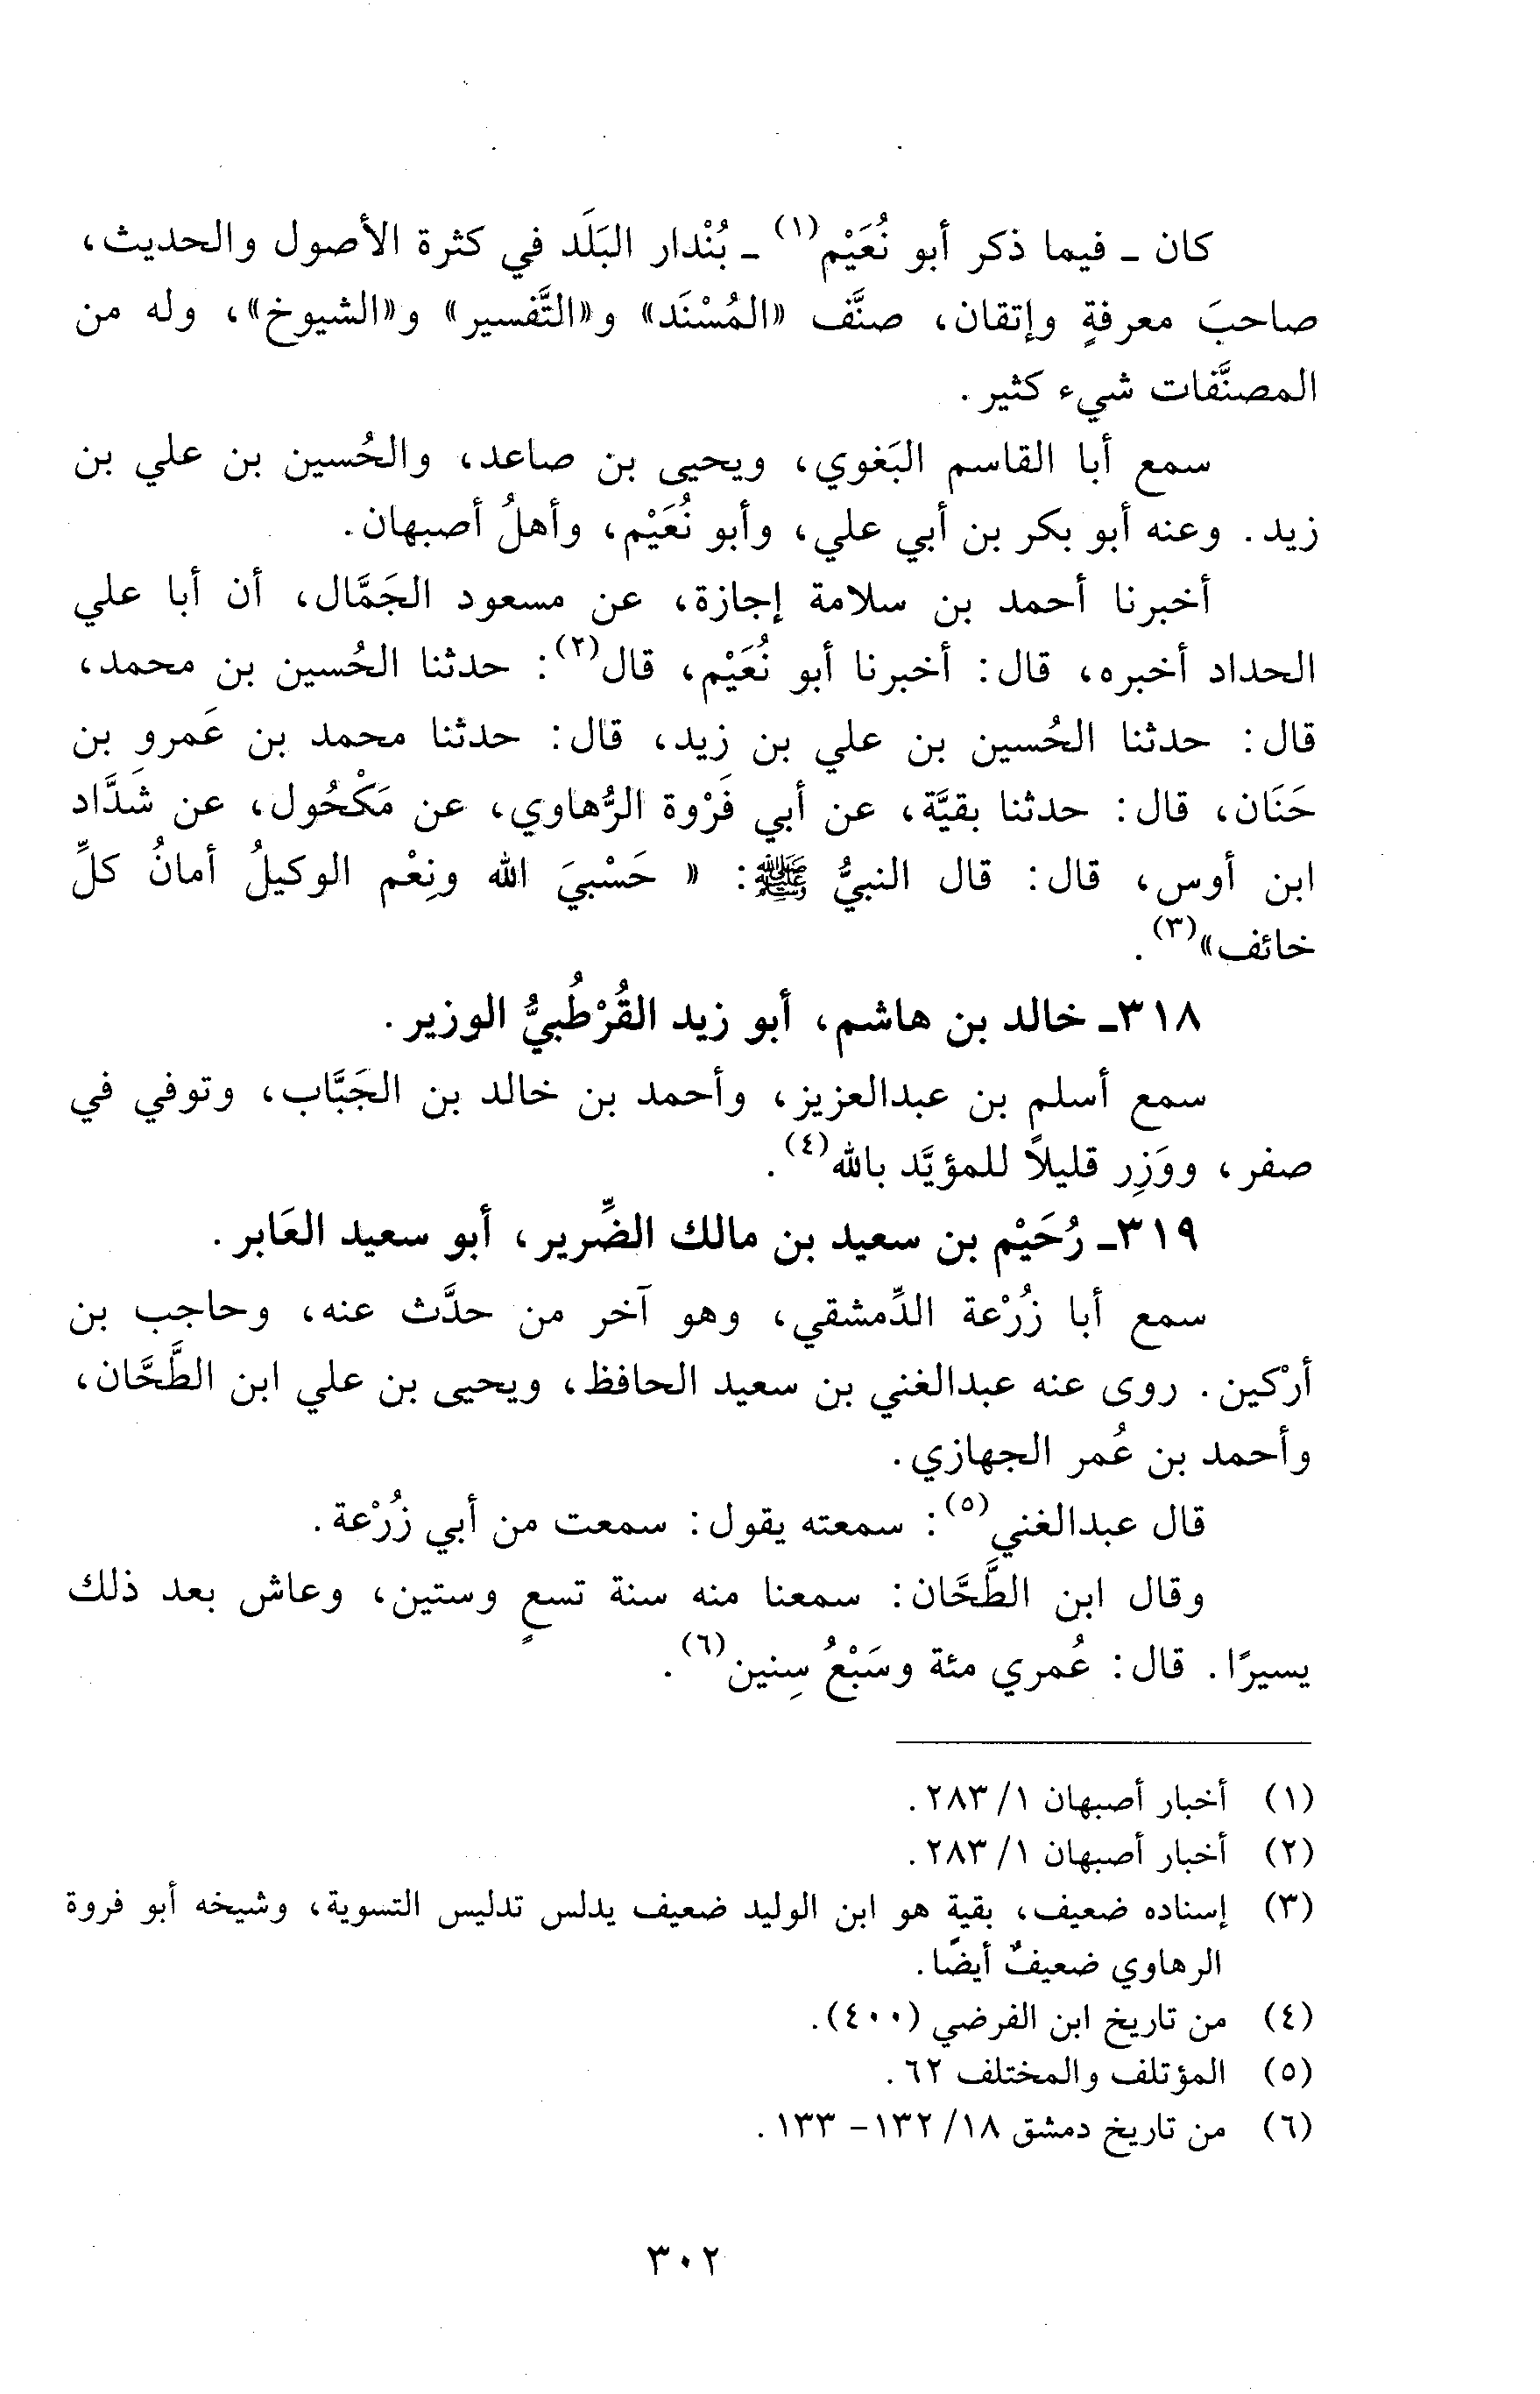 كان ـ فيما ذكر أبو نُعَيْم(١) ـ بُنْدار البَلَد في كثرة الأصول والحديث،
صاحبَ معرفةٍ وإتقان، صنَّف «المُسْنَد» و«التَّفسير» و«الشيوخ»، وله من
المصنَّفات شيء كثير.
سمع أبا القاسم البَغوي، ويحيى بن صاعد، والحُسين بن علي بن
زيد. وعنه أبو بكر بن أبي علي، وأبو نُعَيْم، وأهلُ أصبهان.
أخبرنا أحمد بن سلامة إجازة، عن مسعود الجَمَّال، أن أبا علي
الحداد أخبره، قال: أخبرنا أبو نُعَيْم، قال(٢): حدثنا الحُسين بن محمد،
قال: حدثنا الحُسين بن علي بن زيد، قال: حدثنا محمد بن عَمرو بن
حَنَان، قال: حدثنا بقيَّة، عن أبي فَرْوة الرُّهاوي، عن مَكْحُول، عن شَدَّاد
ابن أوس، قال: قال النبيُّ ﷺ: «حَسْبيَ الله ونِعْم الوكيلُ أمانُ كلِّ
خائف»(٣).
٣١٨ـ خالد بن هاشم، أبو زيد القُرْطُبيُّ الوزير.
سمع أسلم بن عبدالعزيز، وأحمد بن خالد بن الجَبَّاب، وتوفي في
صفر، ووَزِر قليلاً للمؤيَّد بالله(٤).
٣١٩ـ رُحَيْم بن سعيد بن مالك الضِّرير، أبو سعيد العَابر.
سمع أبا زُرْعة الدِّمشقي، وهو آخر من حدَّث عنه، وحاجب بن
أرْكين. روى عنه عبدالغني بن سعيد الحافظ، ويحيى بن علي ابن الطَّحَّان،
وأحمد بن عُمر الجهازي.
قال عبدالغني(٥): سمعته يقول: سمعت من أبي زُرْعة.
وقال ابن الطَّحَّان: سمعنا منه سنة تسعٍ وستين، وعاش بعد ذلك
يسيرًا. قال: عُمري مئة وسَبْعُ سِنين(٦).
(١) أخبار أصبهان ١/ ٢٨٣.
(٢) أخبار أصبهان ١/ ٢٨٣.
(٣) إسناده ضعيف، بقية هو ابن الوليد ضعيف يدلس تدليس التسوية، وشيخه أبو فروة
الرهاوي ضعيفٌ أيضًا.
(٤) من تاريخ ابن الفرضي (٤٠٠).
(٥) المؤتلف والمختلف ٦٢.
(٦) من تاريخ دمشق ١٨/ ١٣٢- ١٣٣.
٣٠٢